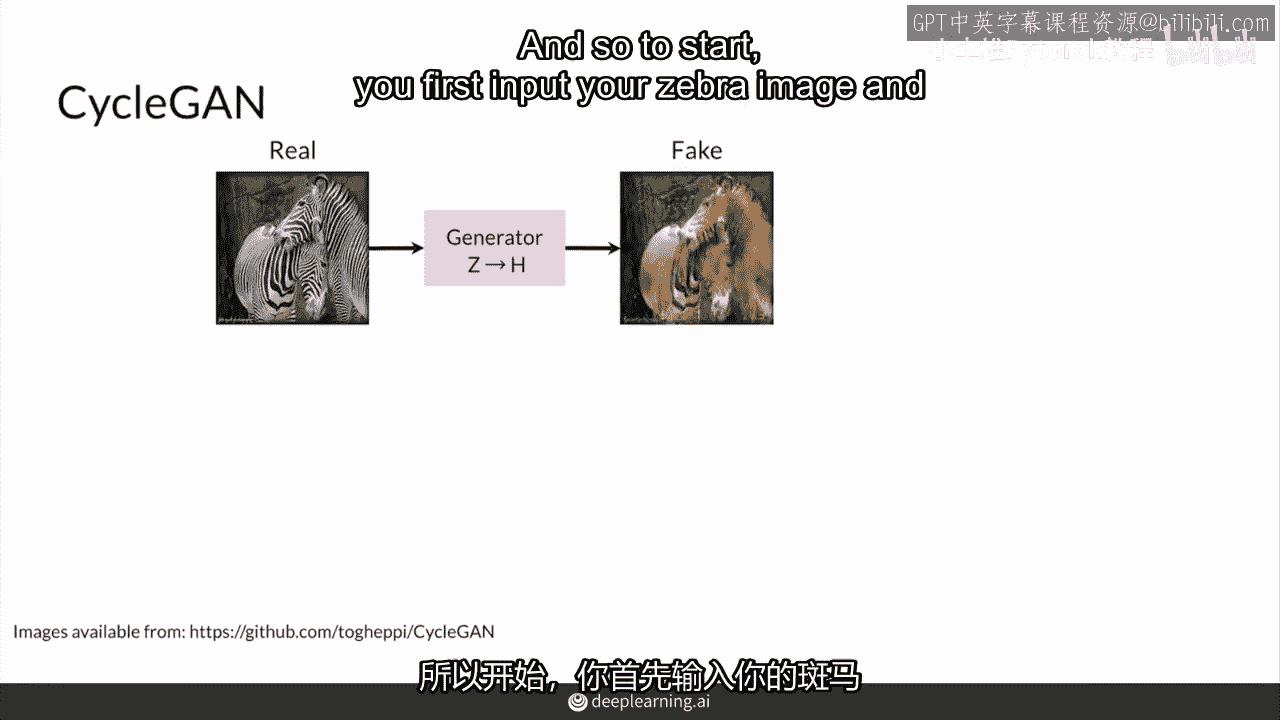 GPT中英字幕课程资源@bilibili.com
And so to start,
you first input your zebra image and
CycleGAN
Real
Fake
Generator
Z → H
Images available from: https://github.com/togheppi/CycleGAN
所以开始，你首先输入你的斑马
deeplearning.ai